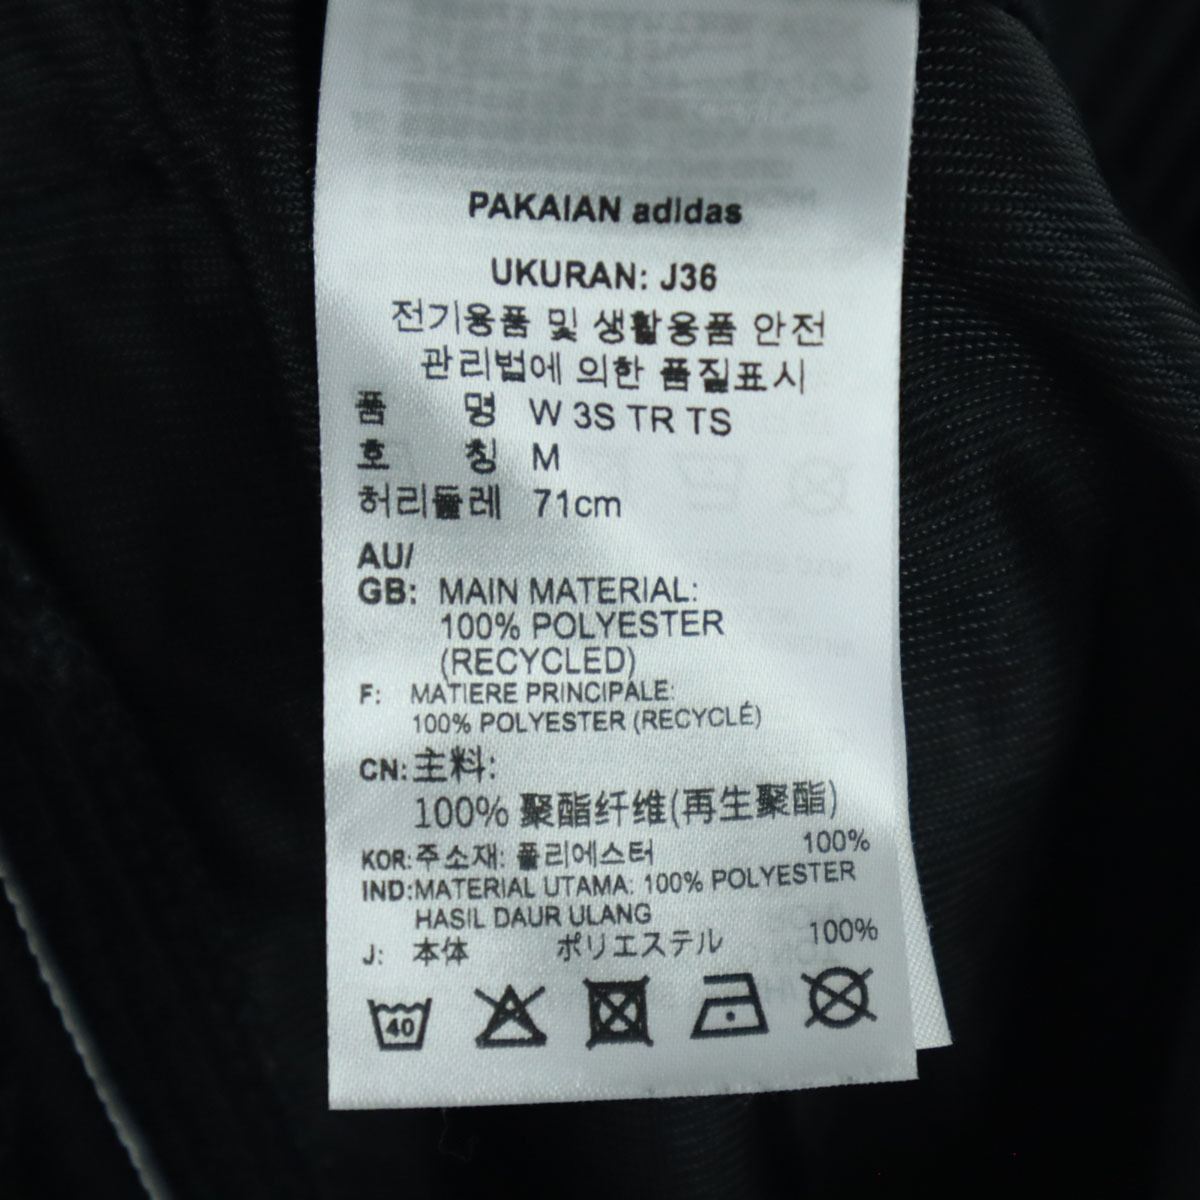 PAKAIAN adidas
UKURAN: J36
전기용품 및 생활용품 안전
관리법에 의한 품질표시
품 명 W 3S TR TS
호 칭 M
허리둘레 71cm
AU/
GB: MAIN MATERIAL:
100% POLYESTER
(RECYCLED)
F: MATIERE PRINCIPALE:
100% POLYESTER (RECYCLÉ)
CN: 主料:
100% 聚酯纤维(再生聚酯)
KOR: 주소재: 폴리에스터 100%
IND: MATERIAL UTAMA: 100% POLYESTER
HASIL DAUR ULANG
J: 本体 ポリエステル 100%
40